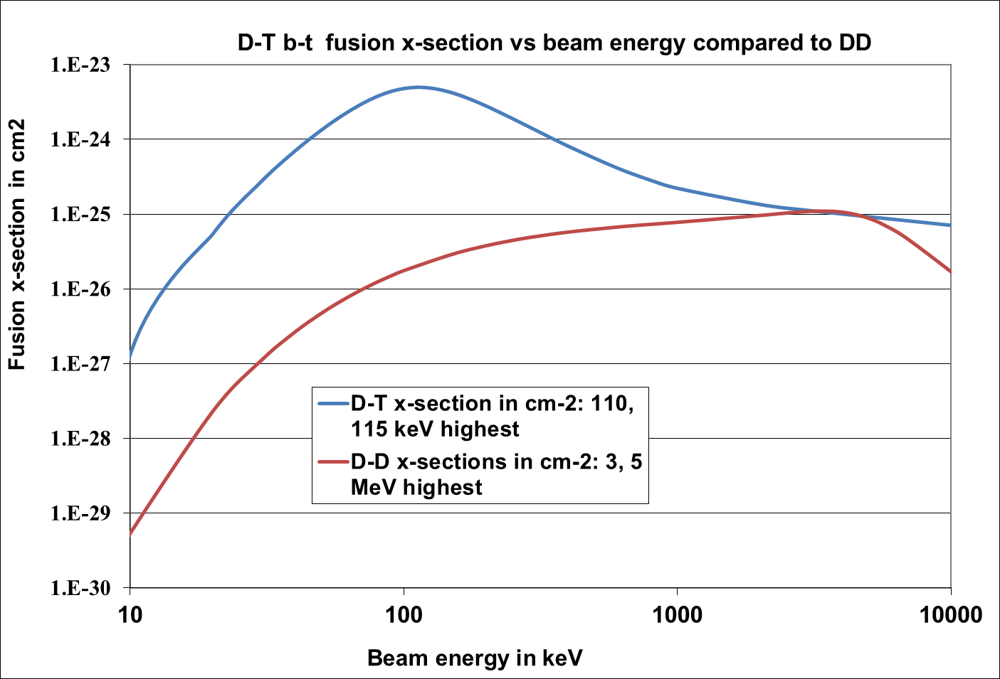 D-T b-t  fusion x-section vs beam energy compared to DD
Fusion x-section  in cm2
1.E-23
1.E-24
1.E-25
1.E-26
1.E-27
1.E-28
1.E-29
1.E-30
D-T x-section in cm-2: 110,
115 keV highest
D-D x-sections in cm-2: 3, 5
MeV highest
10
100
1000
10000
Beam energy in keV